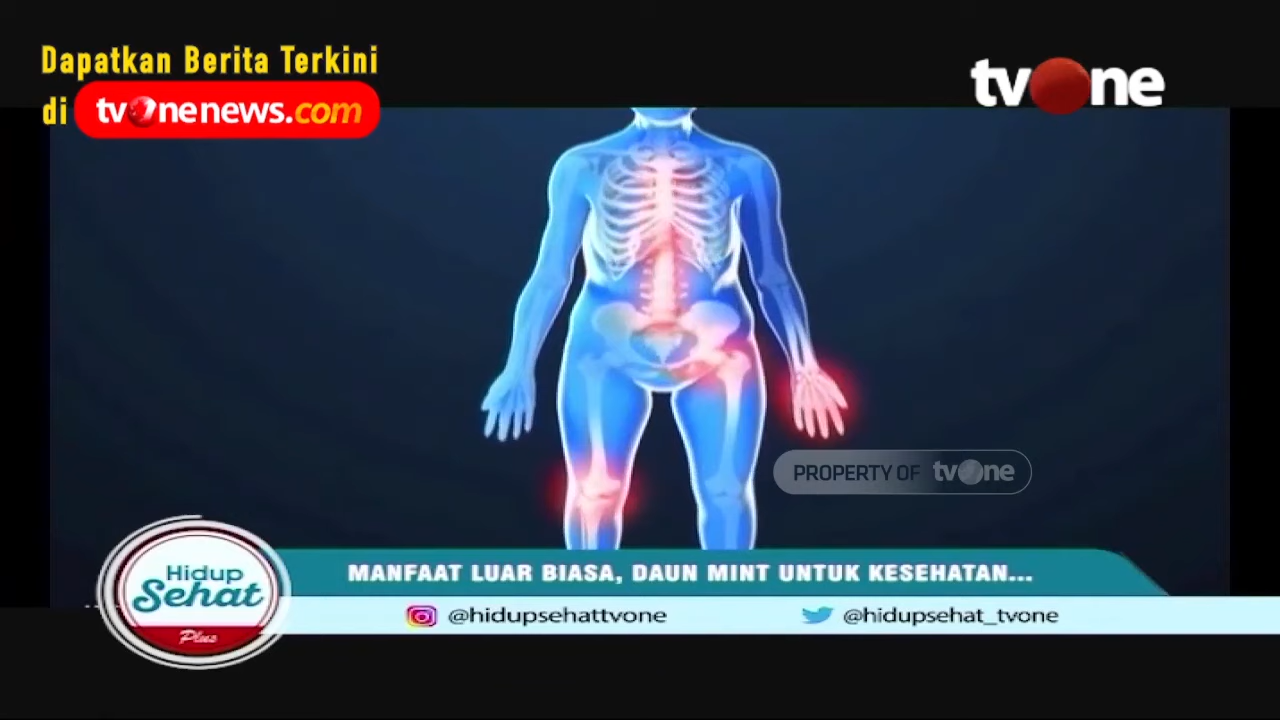 Dapatkan Berita Terkini
di tvonenews.com
tvone
PROPERTY OF tvone
Hidup
Sehat
Plus
MANFAAT LUAR BIASA, DAUN MINT UNTUK KESEHATAN...
@hidupsehattvone
@hidupsehat_tvone